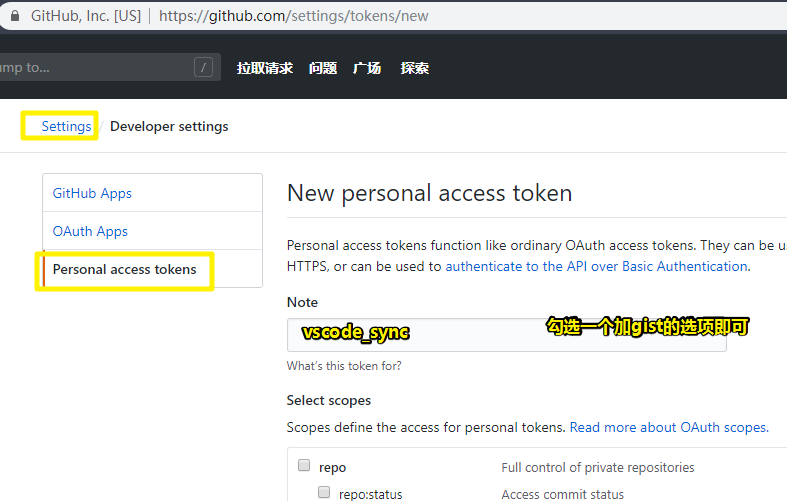 GitHub, Inc. [US] | https://github.com/settings/tokens/new
ump to... /
拉取请求 问题 广场 探索
Settings / Developer settings
GitHub Apps
OAuth Apps
Personal access tokens
New personal access token
Personal access tokens function like ordinary OAuth access tokens. They can be u
HTTPS, or can be used to authenticate to the API over Basic Authentication.
Note
vscode_sync
勾选一个加gist的选项即可
What's this token for?
Select scopes
Scopes define the access for personal tokens. Read more about OAuth scopes.
repo Full control of private repositories
repo:status Access commit status